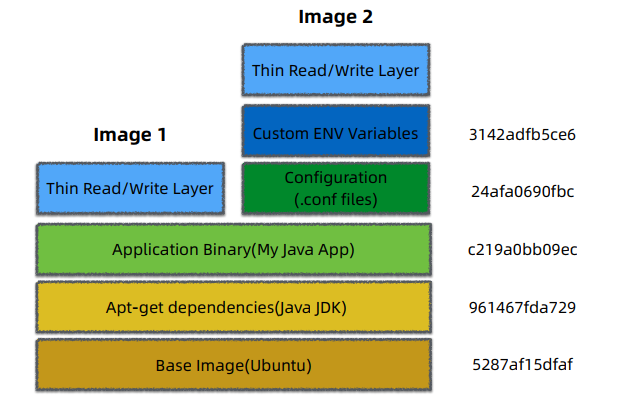 Image 2
Thin Read/Write Layer
Image 1
Custom ENV Variables
3142adfb5ce6
Thin Read/Write Layer
Configuration
(.conf files)
24afa0690fbc
Application Binary(My Java App)
c219a0bb09ec
Apt-get dependencies(Java JDK)
961467fda729
Base Image(Ubuntu)
5287af15dfaf